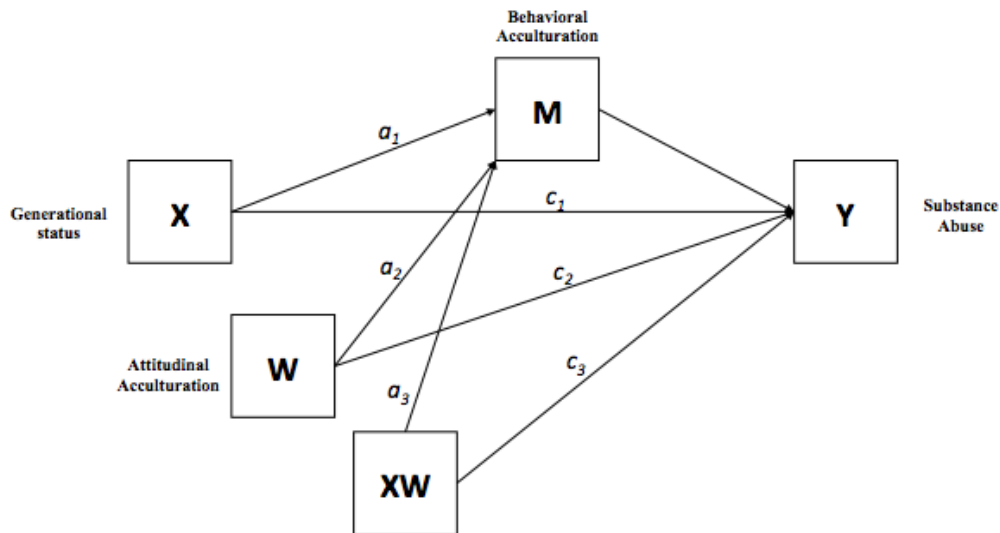 Behavioral
Acculturation
M
a1
X
Generational
status
c1
Y
Substance
Abuse
a2
c2
W
Attitudinal
Acculturation
a3
c3
XW